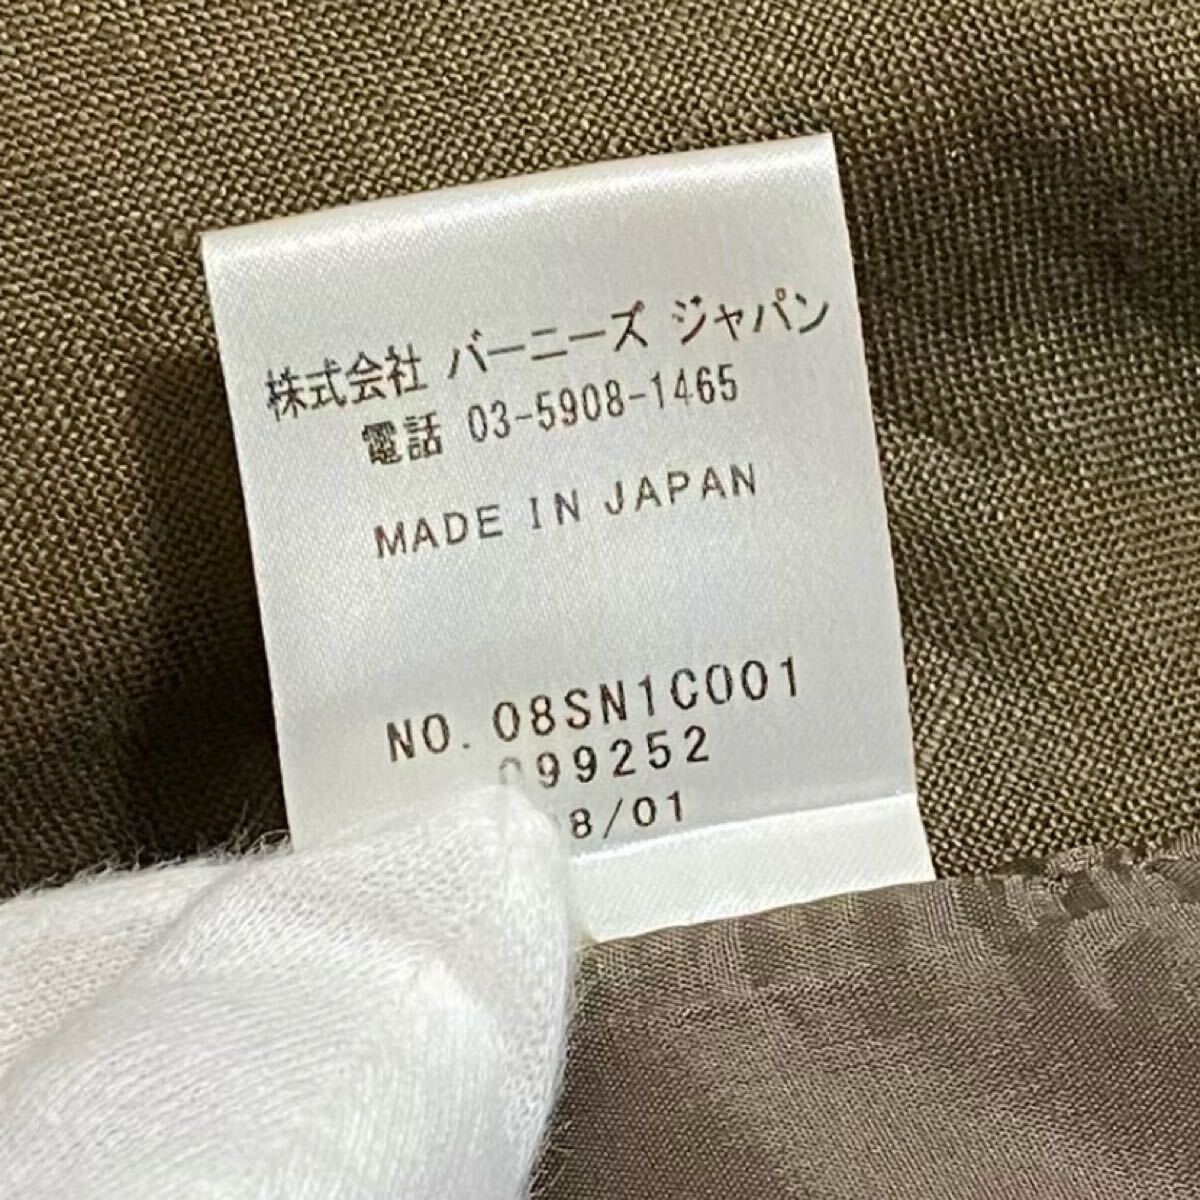 株式会社 バーニーズ ジャパン
電話 03-5908-1465
MADE IN JAPAN
NO. 08SN1C001
099252
8/01